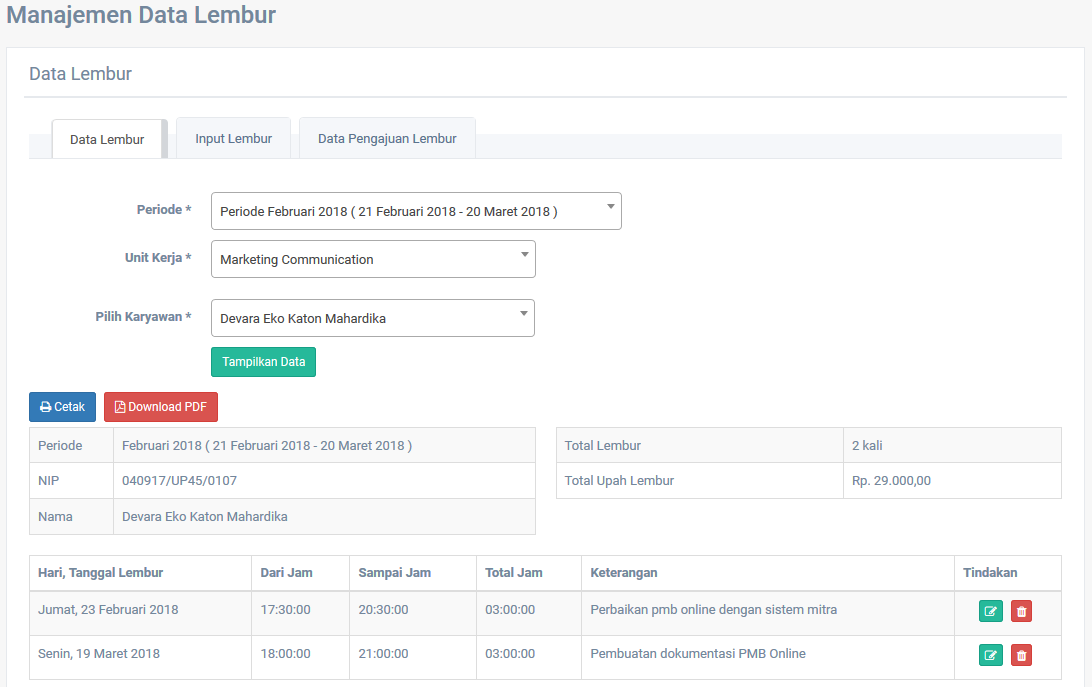 Manajemen Data Lembur
Data Lembur
Data Lembur Input Lembur Data Pengajuan Lembur
Periode * Periode Februari 2018 ( 21 Februari 2018 - 20 Maret 2018 )
Unit Kerja * Marketing Communication
Pilih Karyawan * Devara Eko Katon Mahardika
Tampilkan Data
Cetak Download PDF
Periode Februari 2018 ( 21 Februari 2018 - 20 Maret 2018 ) Total Lembur 2 kali
NIP 040917/UP45/0107 Total Upah Lembur Rp. 29.000,00
Nama Devara Eko Katon Mahardika
Hari, Tanggal Lembur Dari Jam Sampai Jam Total Jam Keterangan Tindakan
Jumat, 23 Februari 2018 17:30:00 20:30:00 03:00:00 Perbaikan pmb online dengan sistem mitra
Senin, 19 Maret 2018 18:00:00 21:00:00 03:00:00 Pembuatan dokumentasi PMB Online